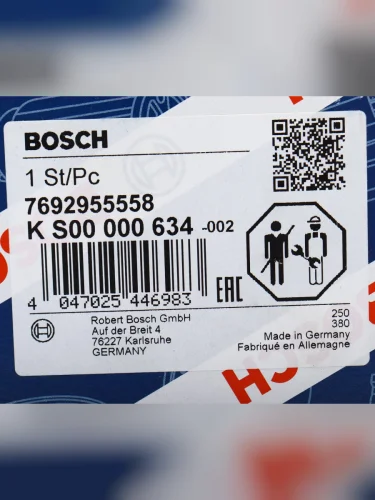 BOSCH
1 St/Pc
7692955558
K S00 000 634 -002
4 047025 446983
EAC
Robert Bosch GmbH
Auf der Breit 4
76227 Karlsruhe
GERMANY
250
380
Made in Germany
Fabriqué en Allemagne